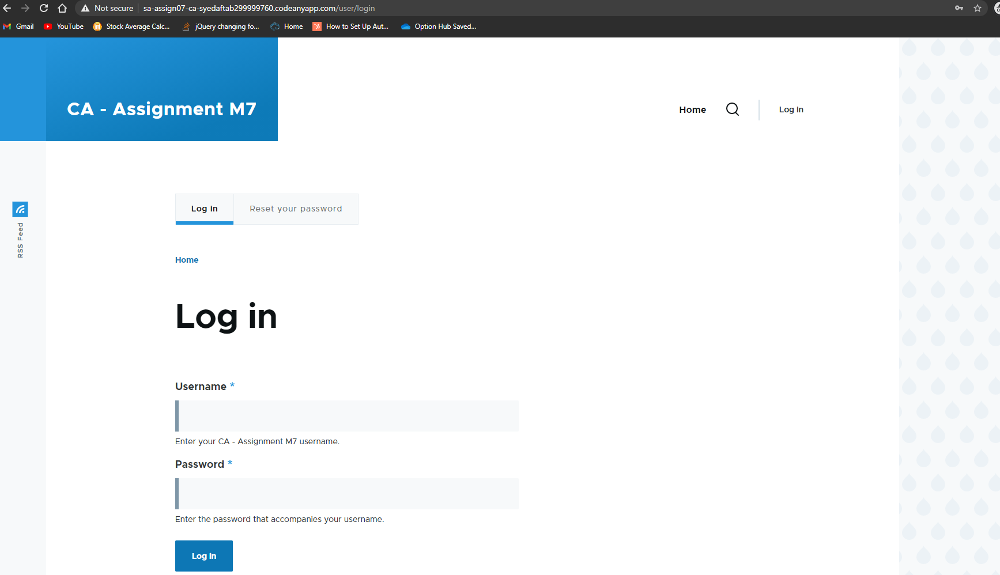 Not secure sa-assign07-ca-syedaftab299999760.codeanyapp.com/user/login
Gmail YouTube Stock Average Calc... jQuery changing fo... Home How to Set Up Aut... Option Hub Saved...
CA - Assignment M7
Home Log In
Log in Reset your password
RSS Feed
Home
Log in
Username *
Enter your CA - Assignment M7 username.
Password *
Enter the password that accompanies your username.
Log in